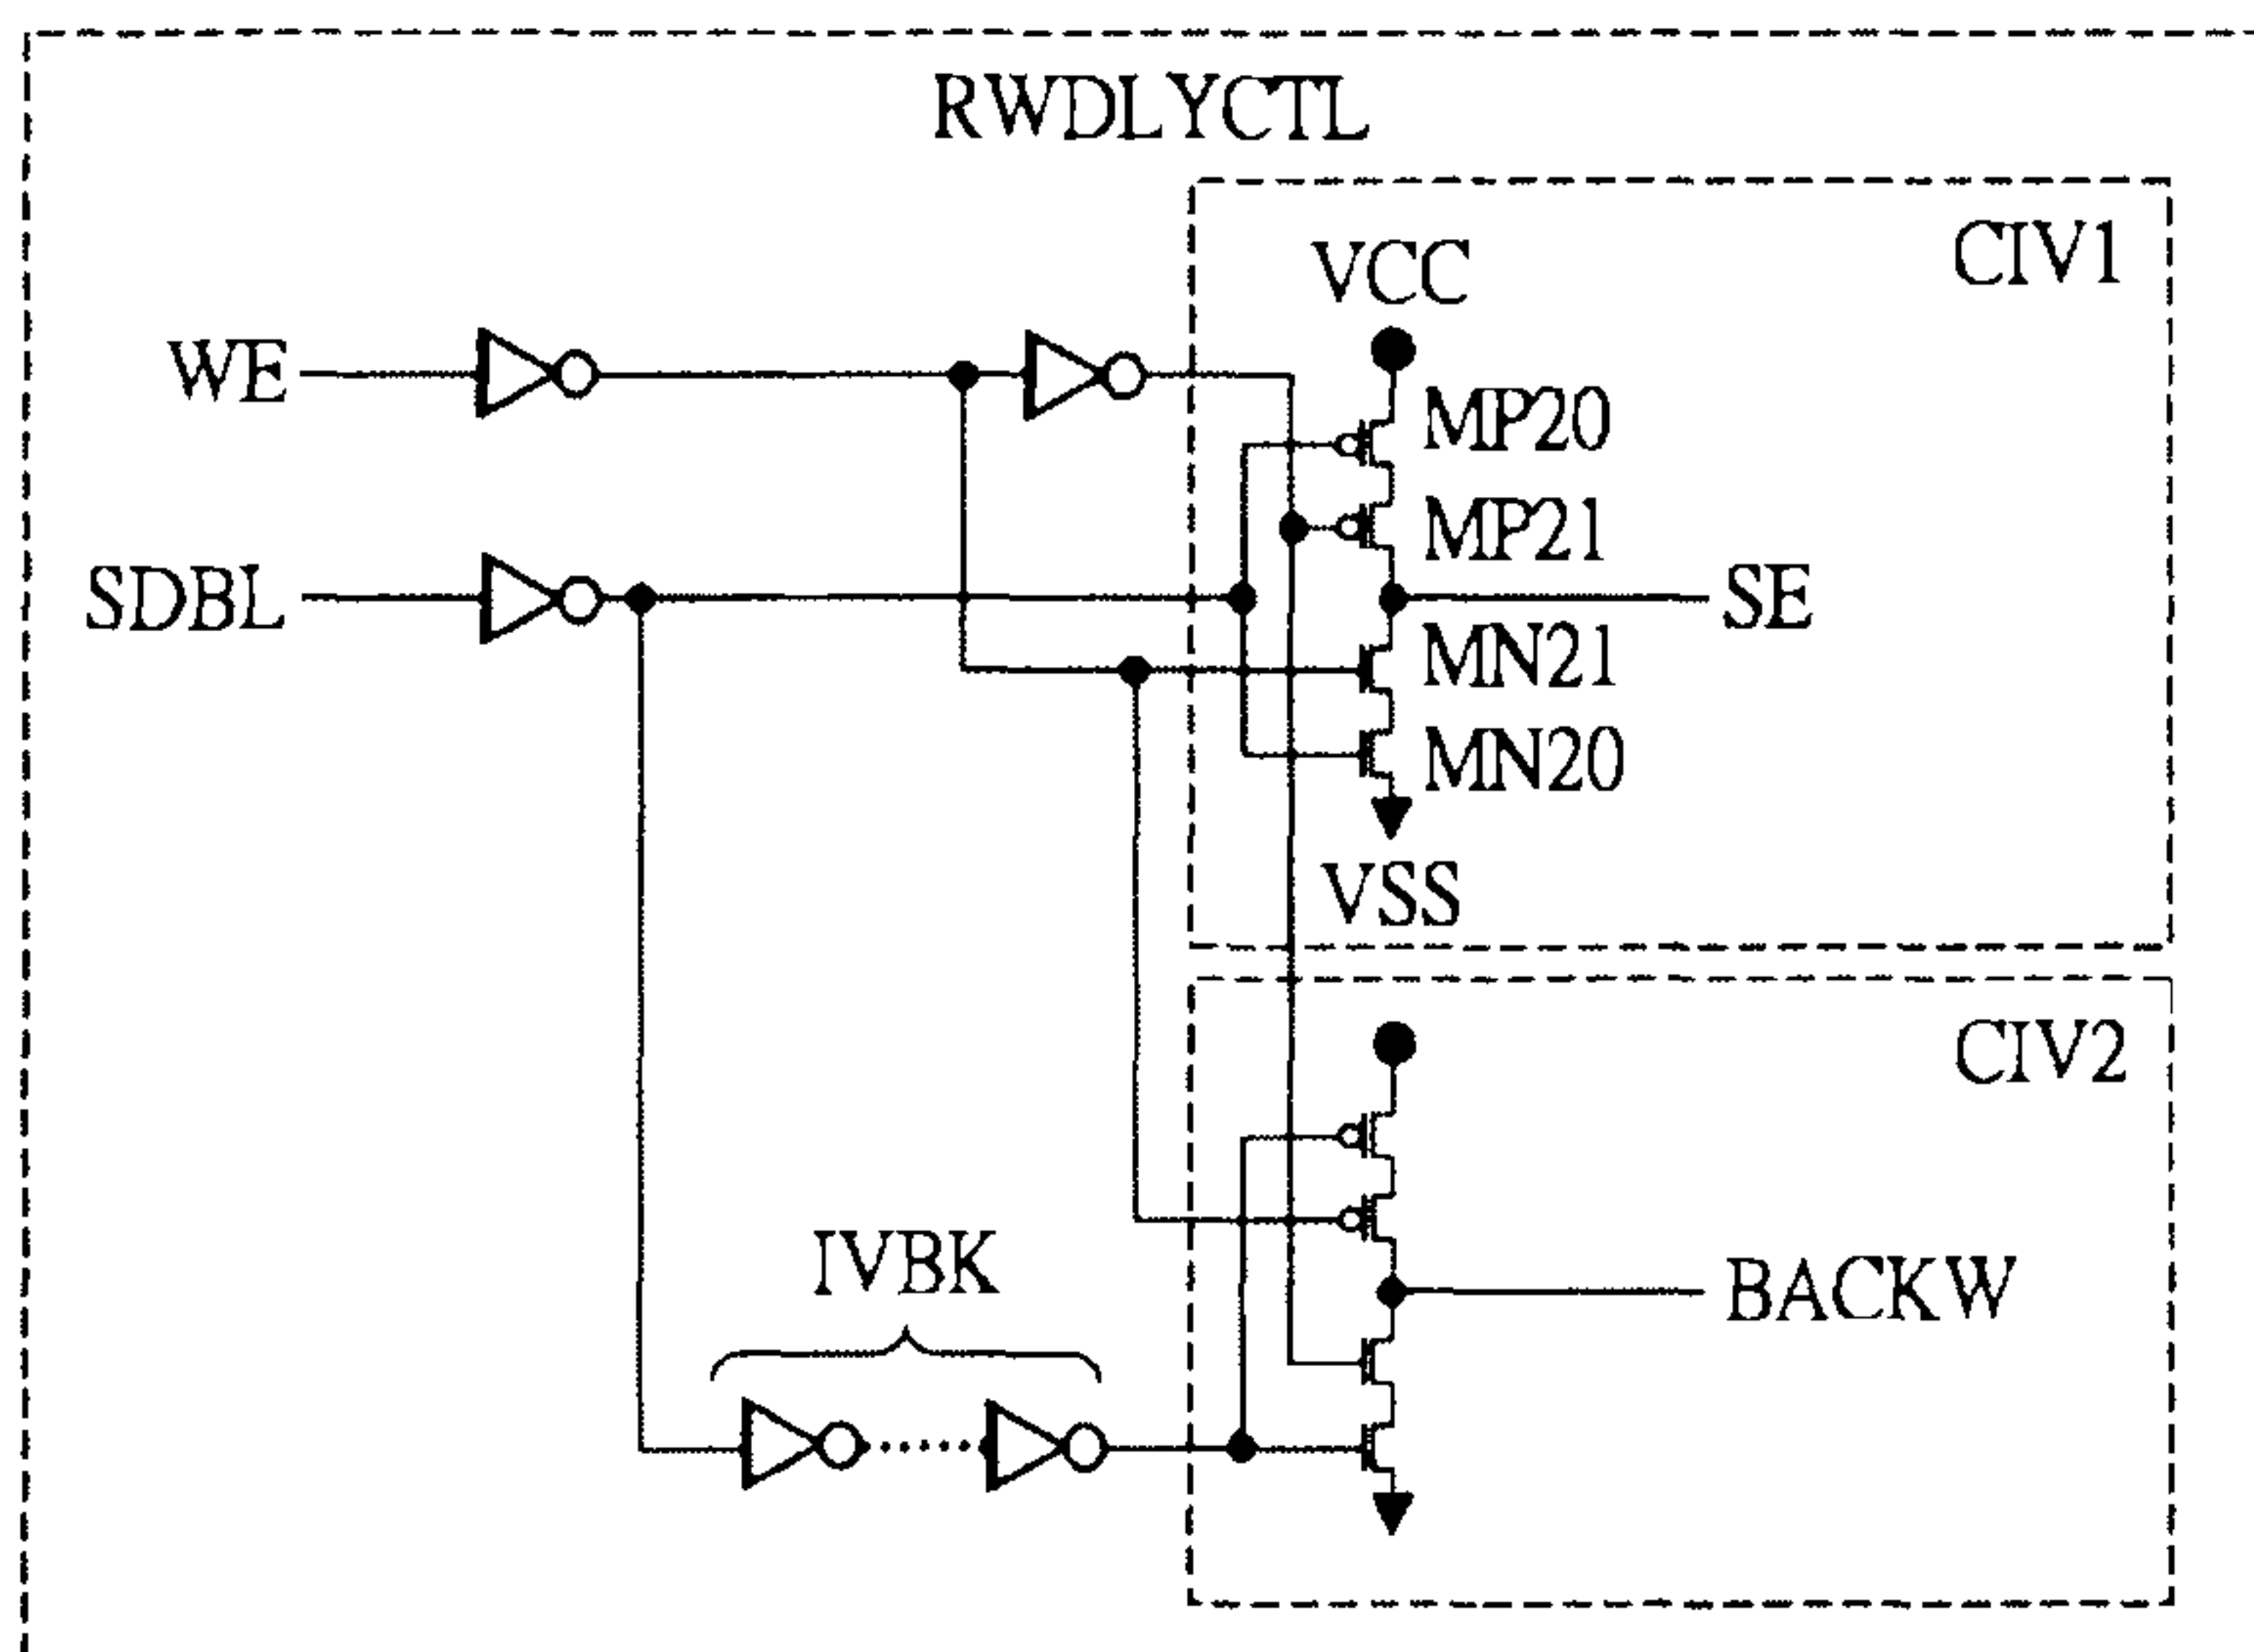 RWDLYCTL
CIV1
VCC
WE
MP20
MP21
SDBL
SE
MN21
MN20
VSS
CIV2
IVBK
BACKW